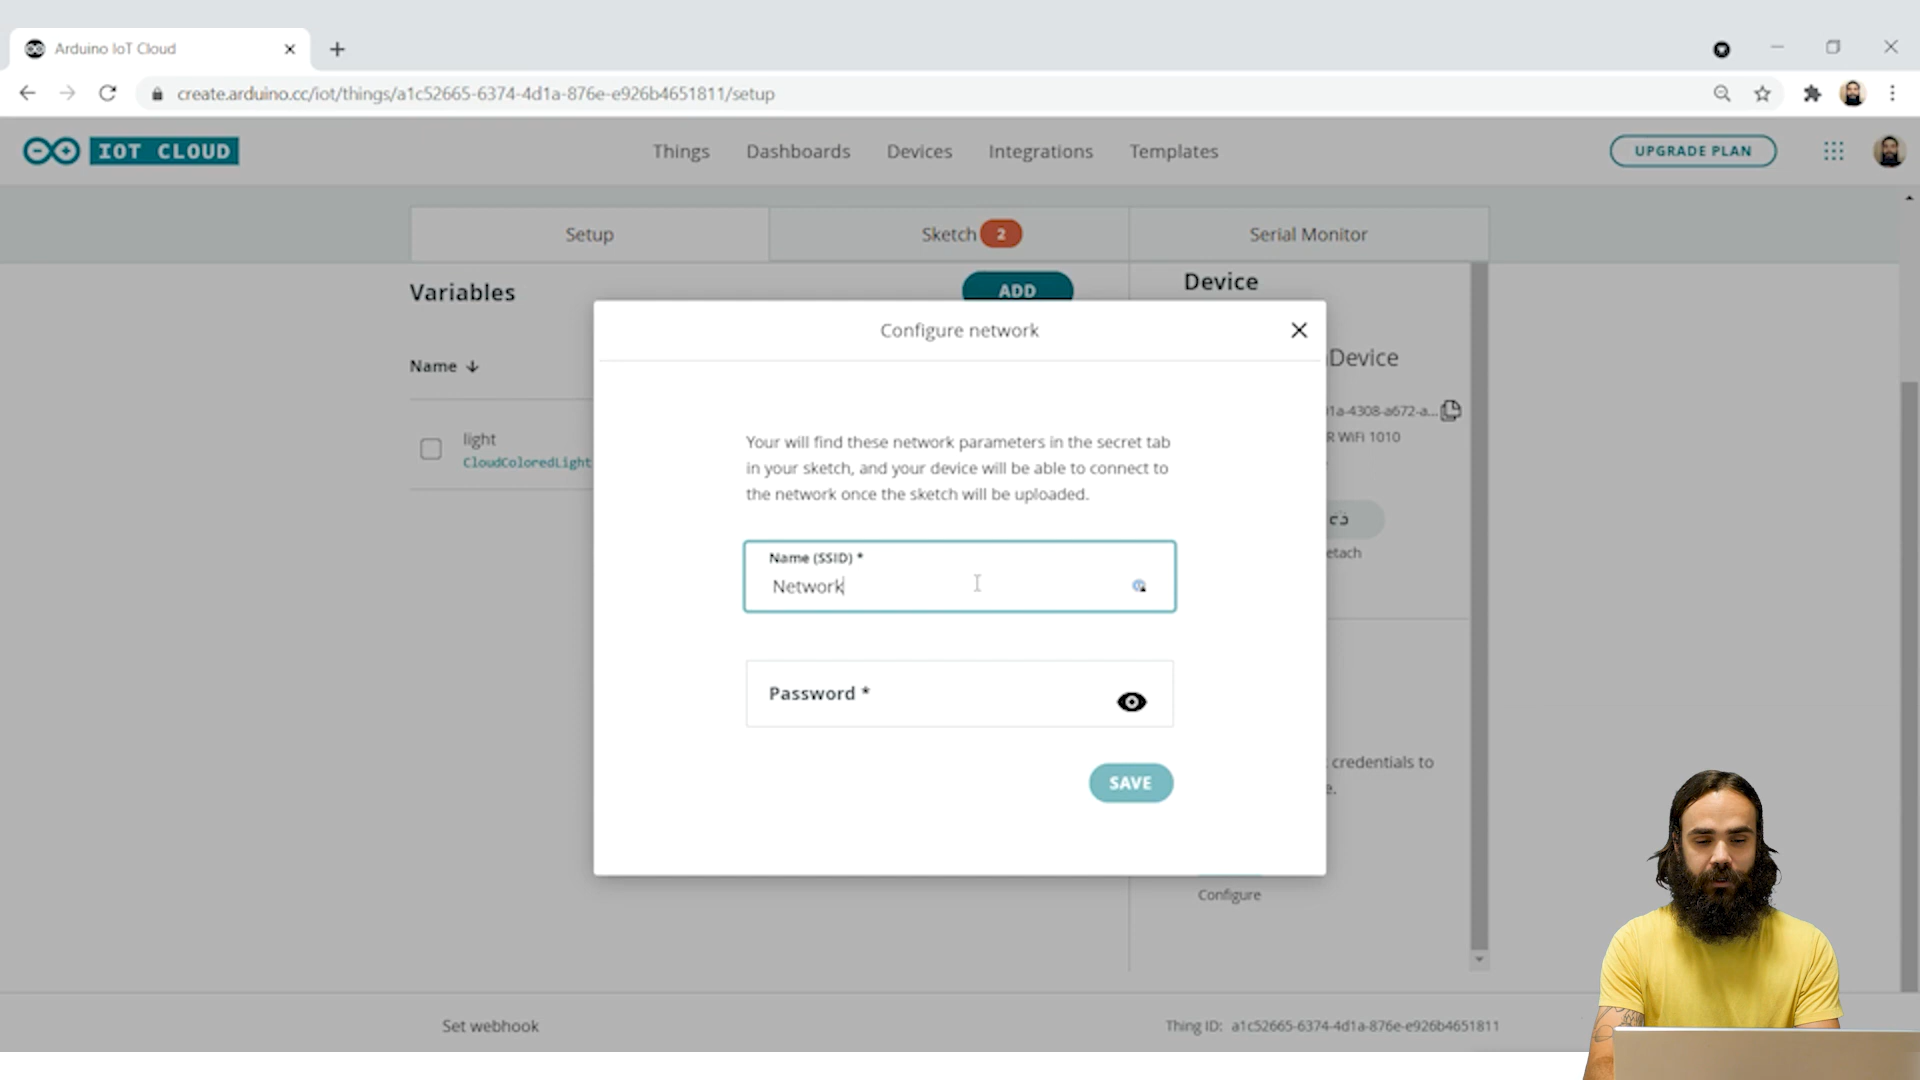 Arduino IoT Cloud
create.arduino.cc/iot/things/a1c52665-6374-4d1a-876e-e926b4651811/setup
IOT CLOUD
Things
Dashboards
Devices
Integrations
Templates
UPGRADE PLAN
Setup
Sketch 2
Serial Monitor
Variables
ADD
Device
Name
light
CloudColoredLight
Configure network
Device
1a-4308-a672-a...
R WiFi 1010
etach
Your will find these network parameters in the secret tab
in your sketch, and your device will be able to connect to
the network once the sketch will be uploaded.
Name (SSID) *
Network
Password *
SAVE
credentials to
e.
Configure
Set webhook
Thing ID: a1c52665-6374-4d1a-876e-e926b4651811